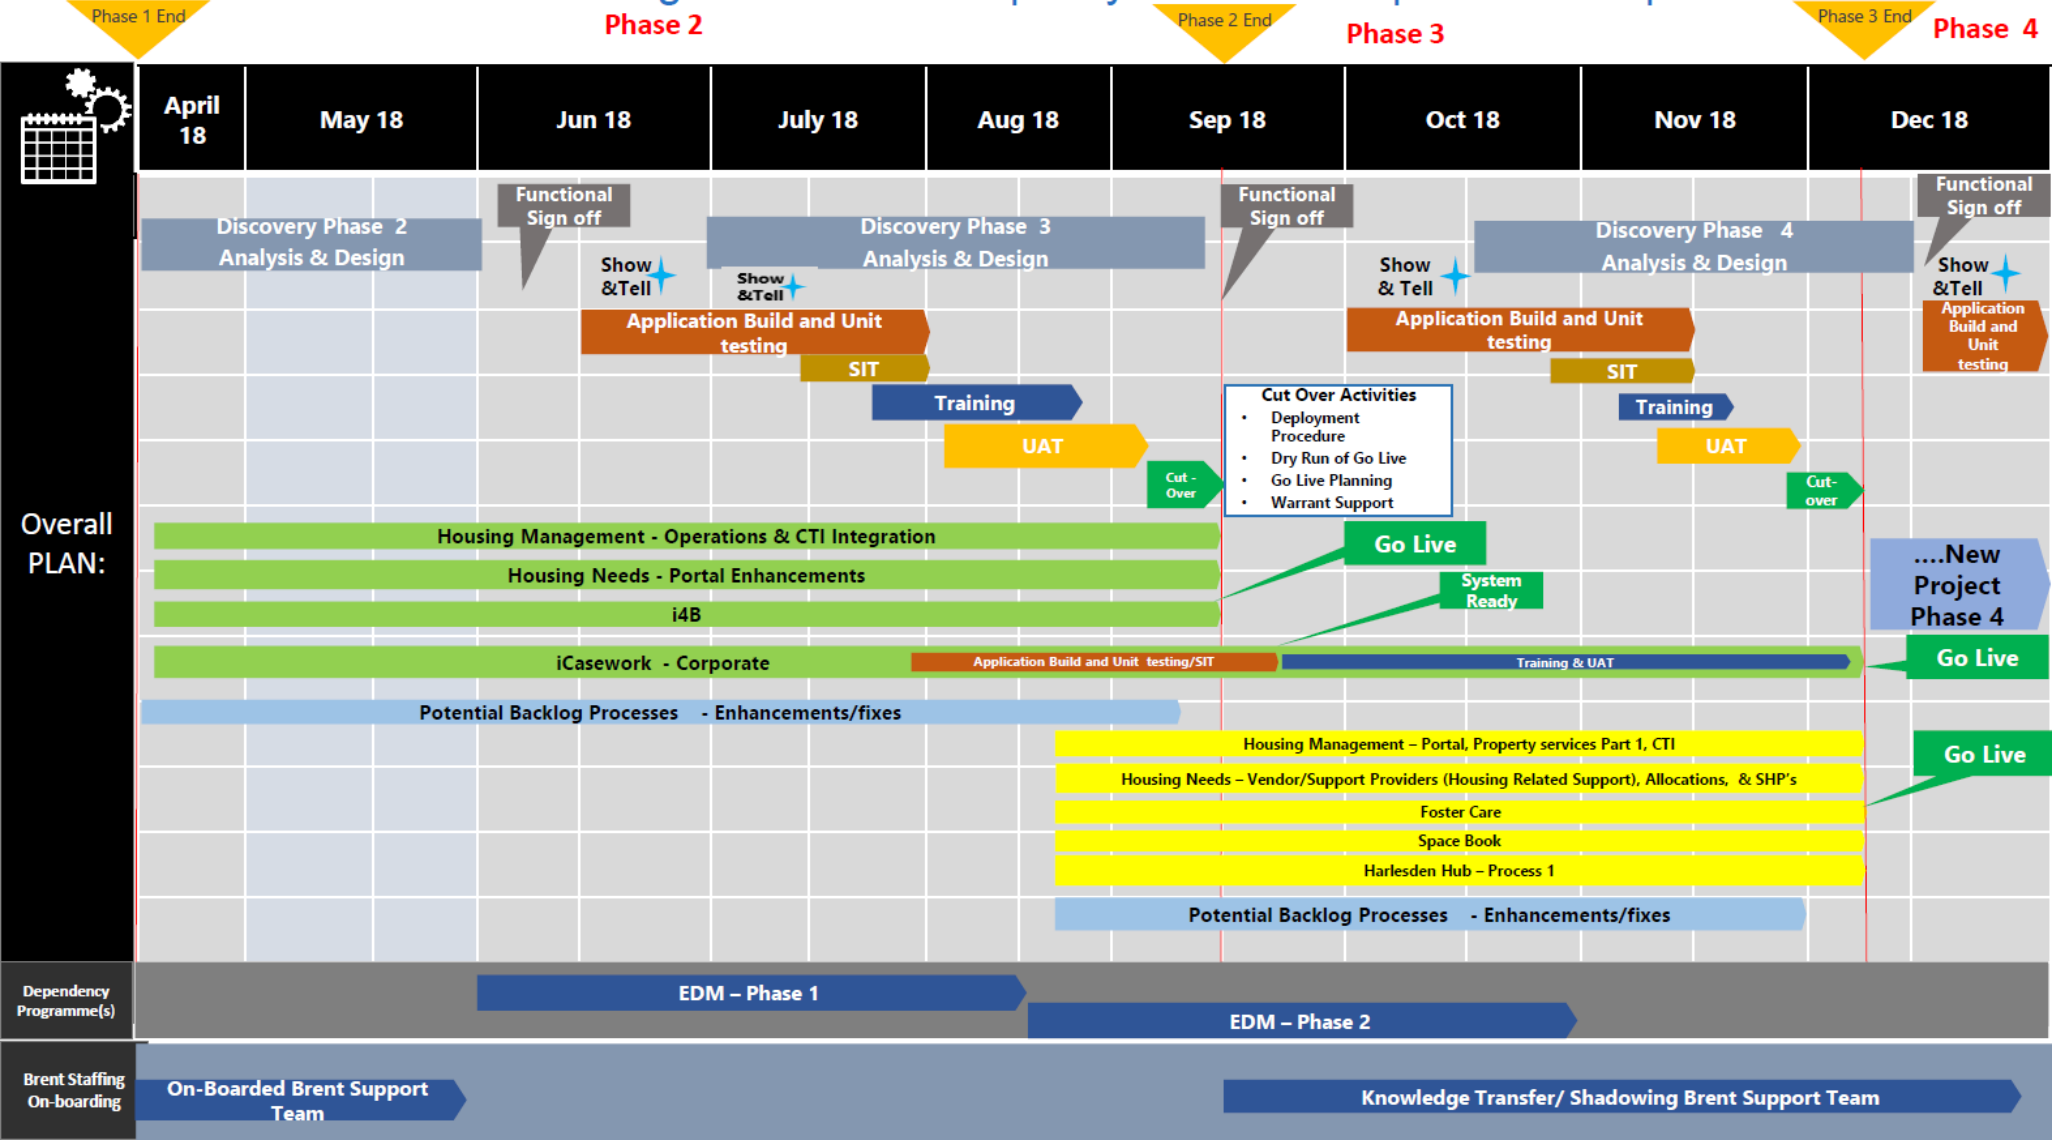 Phase 1 End
Phase 2
Phase 2 End
Phase 3
Phase 3 End
Phase 4
April
18
May 18
Jun 18
July 18
Aug 18
Sep 18
Oct 18
Nov 18
Dec 18
Overall
PLAN:
Discovery Phase 2
Analysis & Design
Functional
Sign off
Discovery Phase 3
Analysis & Design
Functional
Sign off
Discovery Phase 4
Analysis & Design
Functional
Sign off
Show
&Tell
Show
&Tell
Show
& Tell
Show
&Tell
Application Build and Unit
testing
Application Build and Unit
testing
Application
Build and
Unit
testing
SIT
SIT
Training
Training
UAT
UAT
Cut -
Over
Cut-
over
Cut Over Activities
• Deployment
Procedure
• Dry Run of Go Live
• Go Live Planning
• Warrant Support
Housing Management - Operations & CTI Integration
Housing Needs - Portal Enhancements
i4B
Go Live
System
Ready
....New
Project
Phase 4
iCasework - Corporate
Application Build and Unit testing/SIT
Training & UAT
Go Live
Potential Backlog Processes - Enhancements/fixes
Housing Management – Portal, Property services Part 1, CTI
Housing Needs – Vendor/Support Providers (Housing Related Support), Allocations, & SHP's
Foster Care
Space Book
Harlesden Hub – Process 1
Go Live
Potential Backlog Processes - Enhancements/fixes
Dependency
Programme(s)
EDM – Phase 1
EDM – Phase 2
Brent Staffing
On-boarding
On-Boarded Brent Support
Team
Knowledge Transfer/ Shadowing Brent Support Team